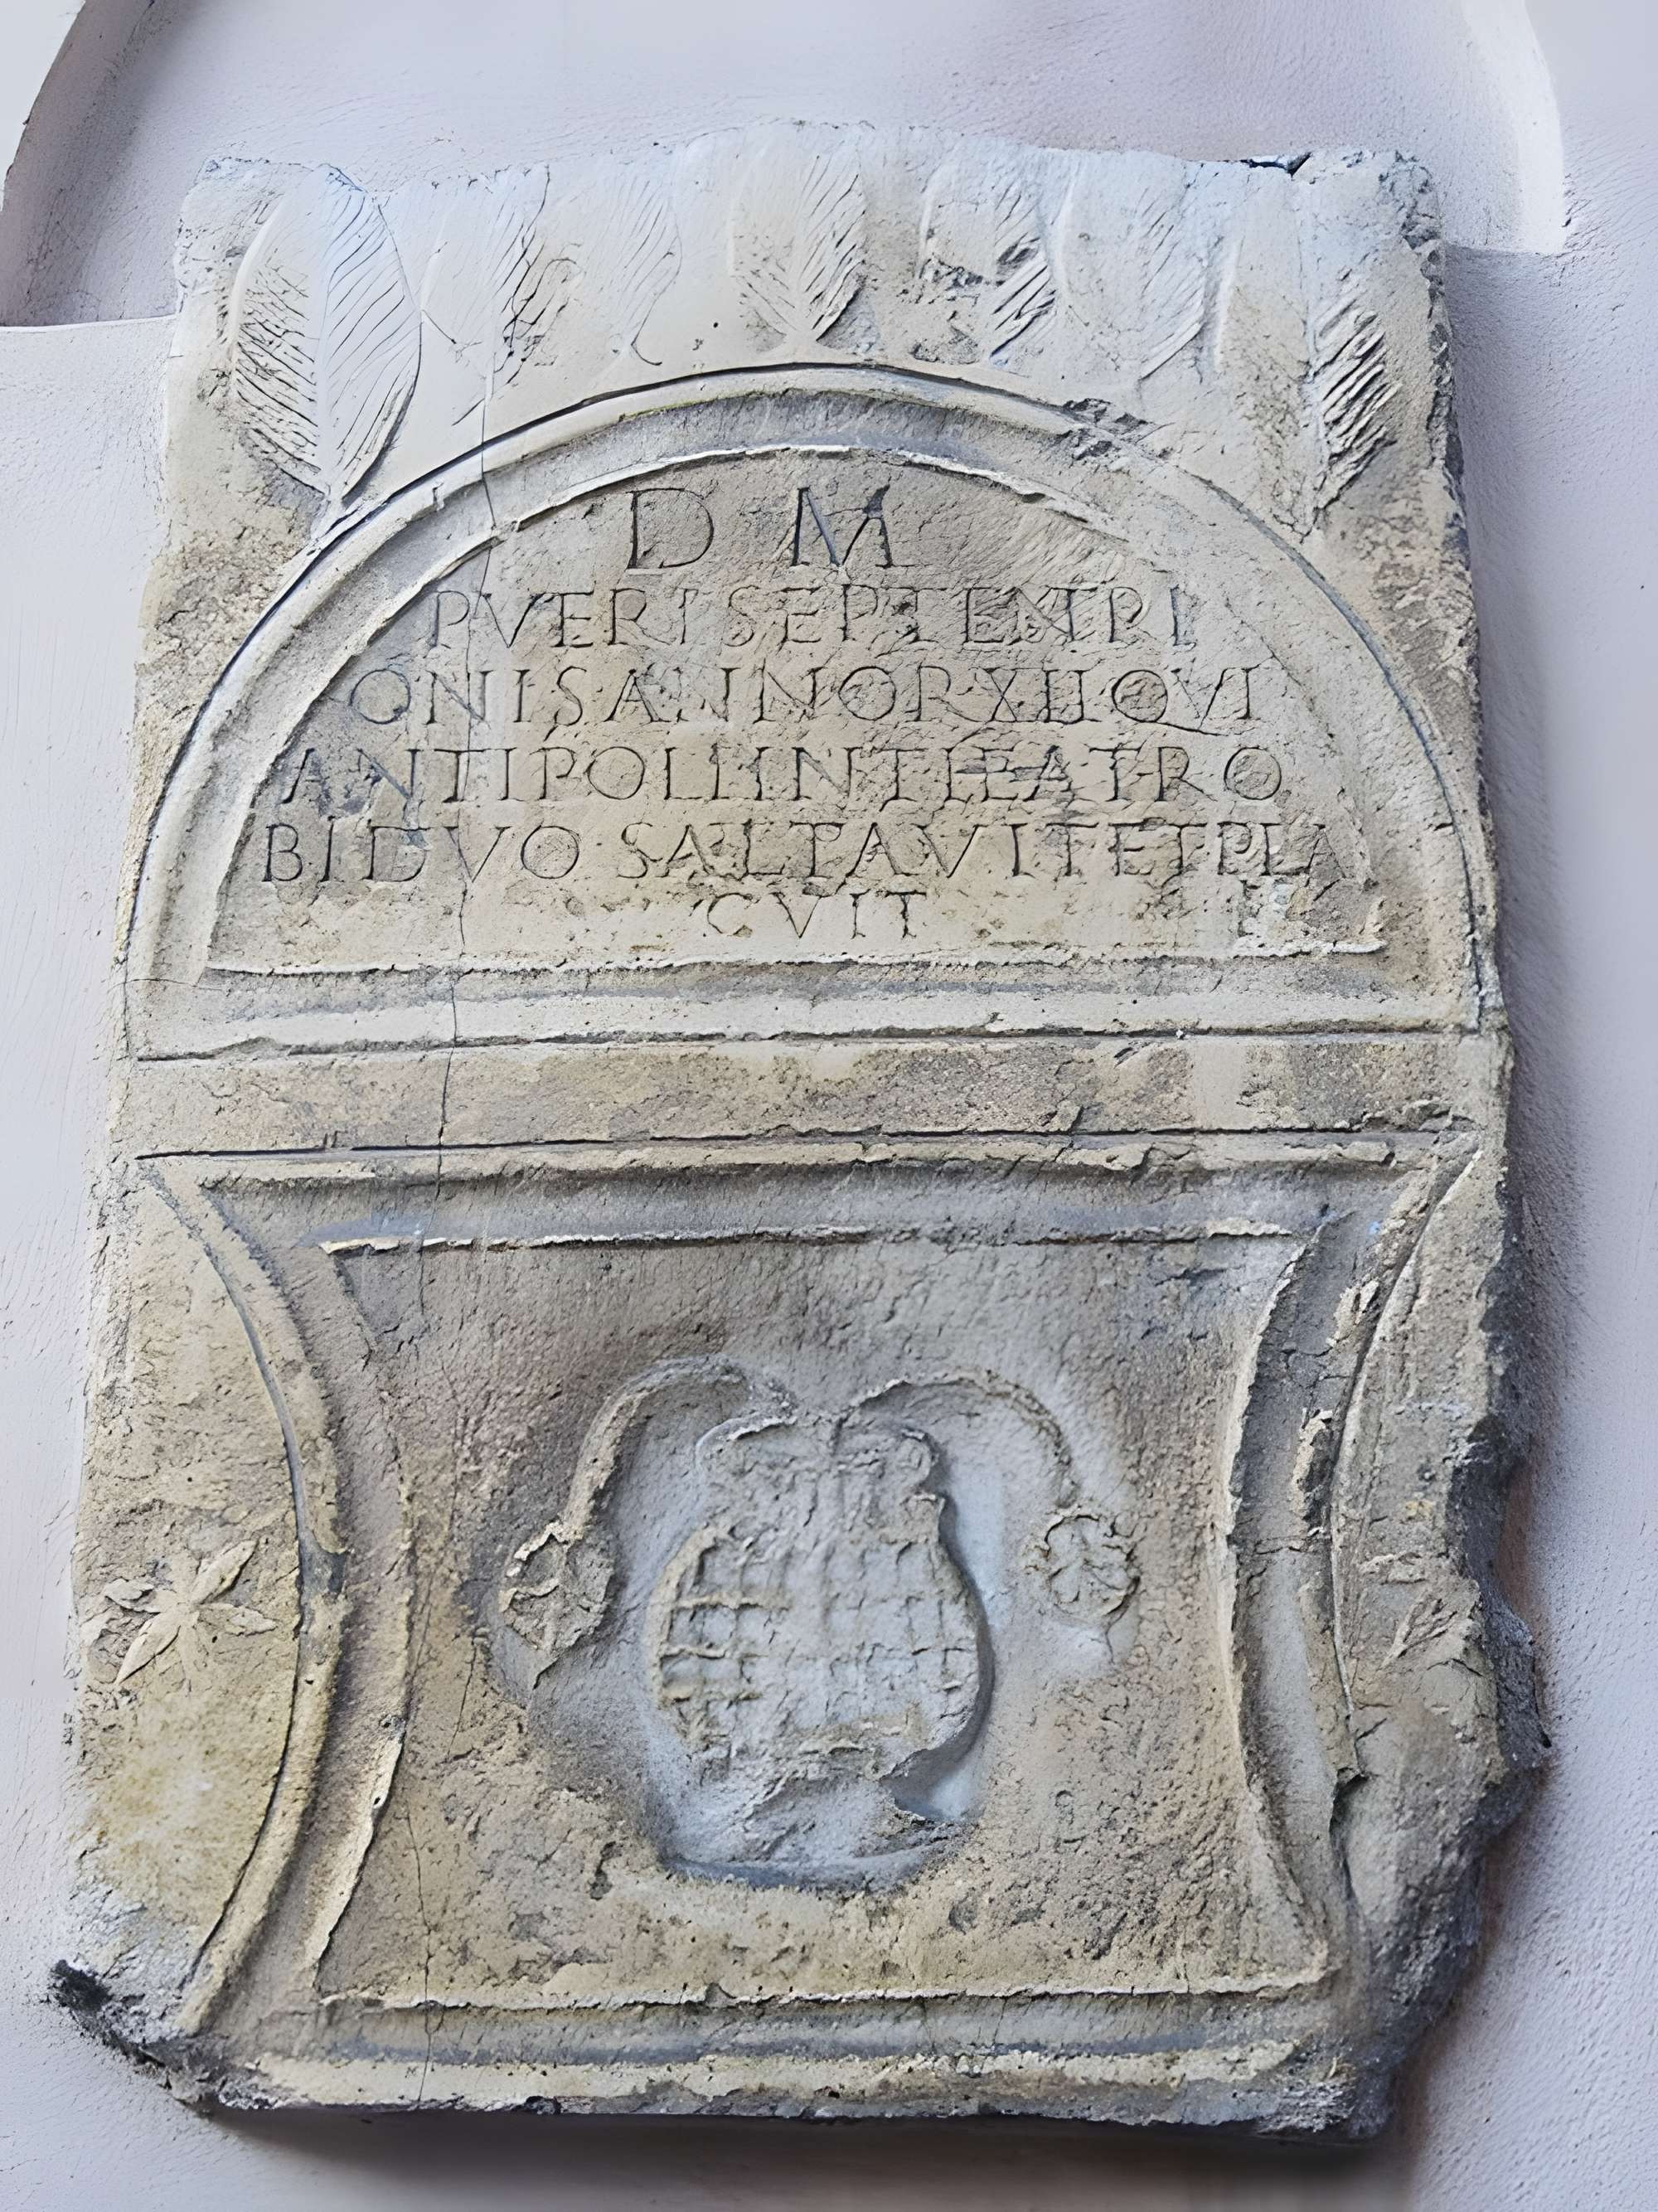 D M
PVERI SEPTENTRI
ONIS ANNOR XII QVI
ANTIPOLI IN THEATRO
BIDVO SALTAVIT ET PLA
CVIT